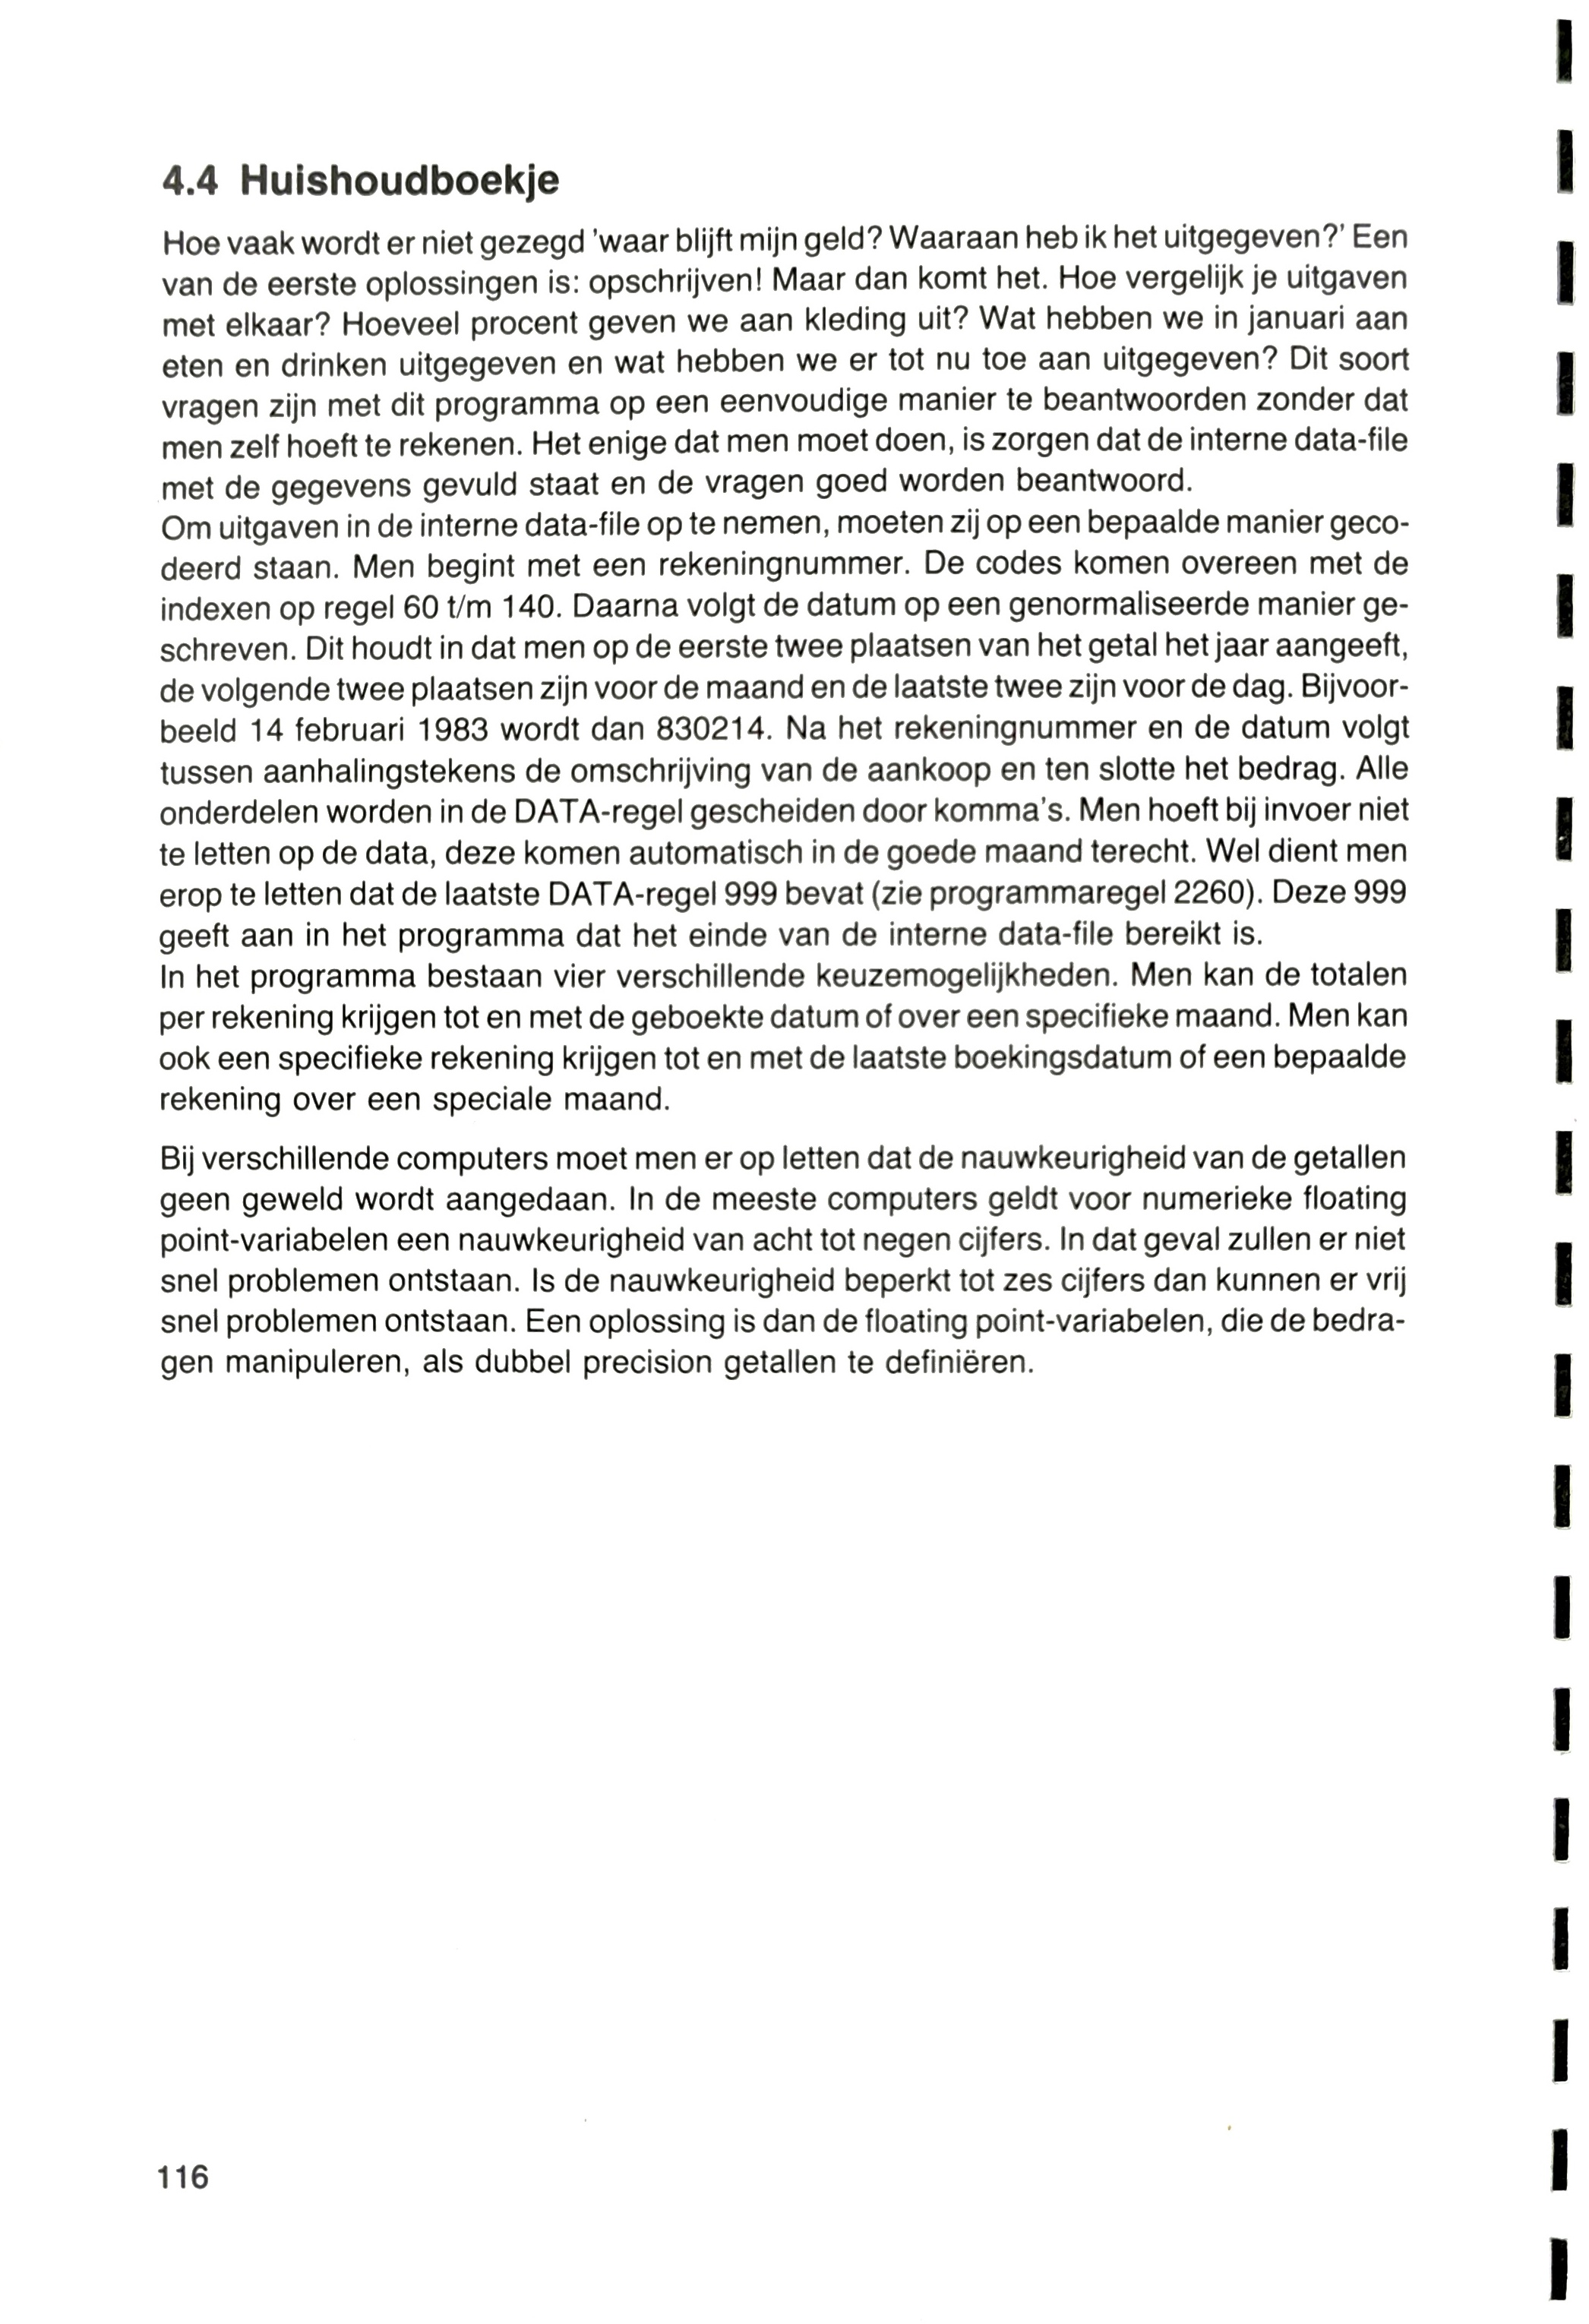 4.4 Huishoudboekje
Hoe vaak wordt er niet gezegd 'waar blijft mijn geld? Waaraan heb ik het uitgegeven?' Een
van de eerste oplossingen is: opschrijven! Maar dan komt het. Hoe vergelijk je uitgaven
met elkaar? Hoeveel procent geven we aan kleding uit? Wat hebben we in januari aan
eten en drinken uitgegeven en wat hebben we er tot nu toe aan uitgegeven? Dit soort
vragen zijn met dit programma op een eenvoudige manier te beantwoorden zonder dat
men zelf hoeft te rekenen. Het enige dat men moet doen, is zorgen dat de interne data-file
met de gegevens gevuld staat en de vragen goed worden beantwoord.
Om uitgaven in de interne data-file op te nemen, moeten zij op een bepaalde manier geco-
deerd staan. Men begint met een rekeningnummer. De codes komen overeen met de
indexen op regel 60 t/m 140. Daarna volgt de datum op een genormaliseerde manier ge-
schreven. Dit houdt in dat men op de eerste twee plaatsen van het getal het jaar aangeeft,
de volgende twee plaatsen zijn voor de maand en de laatste twee zijn voor de dag. Bijvoor-
beeld 14 februari 1983 wordt dan 830214. Na het rekeningnummer en de datum volgt
tussen aanhalingstekens de omschrijving van de aankoop en ten slotte het bedrag. Alle
onderdelen worden in de DATA-regel gescheiden door komma's. Men hoeft bij invoer niet
te letten op de data, deze komen automatisch in de goede maand terecht. Wel dient men
erop te letten dat de laatste DATA-regel 999 bevat (zie programmaregel 2260). Deze 999
geeft aan in het programma dat het einde van de interne data-file bereikt is.
In het programma bestaan vier verschillende keuzemogelijkheden. Men kan de totalen
per rekening krijgen tot en met de geboekte datum of over een specifieke maand. Men kan
ook een specifieke rekening krijgen tot en met de laatste boekingsdatum of een bepaalde
rekening over een speciale maand.
Bij verschillende computers moet men er op letten dat de nauwkeurigheid van de getallen
geen geweld wordt aangedaan. In de meeste computers geldt voor numerieke floating
point-variabelen een nauwkeurigheid van acht tot negen cijfers. In dat geval zullen er niet
snel problemen ontstaan. Is de nauwkeurigheid beperkt tot zes cijfers dan kunnen er vrij
snel problemen ontstaan. Een oplossing is dan de floating point-variabelen, die de bedra-
gen manipuleren, als dubbel precision getallen te definiëren.
116